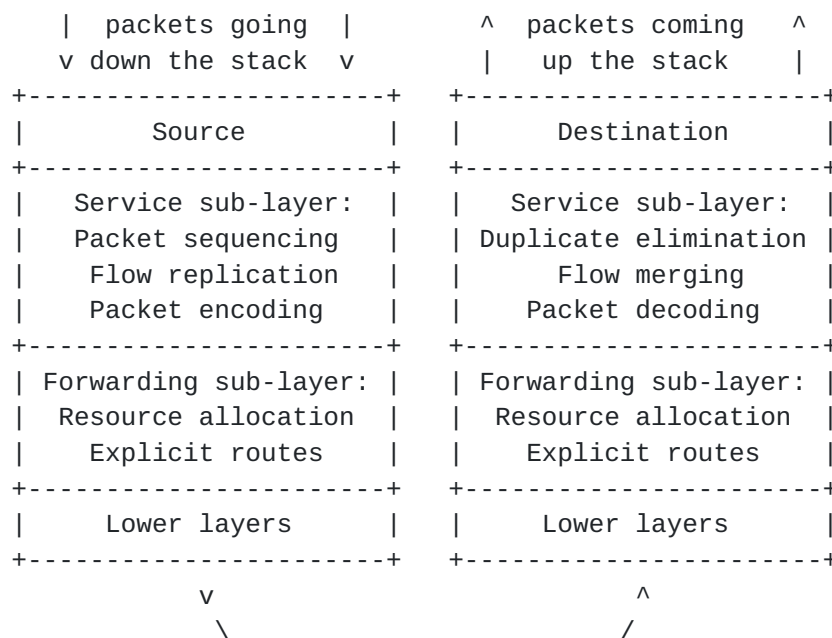 |  packets going  |        ^  packets coming   ^
   v down the stack  v        |   up the stack    |
+-----------------------+   +-----------------------+
|        Source         |   |      Destination      |
+-----------------------+   +-----------------------+
|   Service sub-layer:  |   |   Service sub-layer:  |
|   Packet sequencing   |   | Duplicate elimination |
|    Flow replication   |   |      Flow merging     |
|    Packet encoding    |   |    Packet decoding    |
+-----------------------+   +-----------------------+
| Forwarding sub-layer: |   | Forwarding sub-layer: |
|  Resource allocation  |   |  Resource allocation  |
|    Explicit routes    |   |    Explicit routes    |
+-----------------------+   +-----------------------+
|     Lower layers      |   |     Lower layers      |
+-----------------------+   +-----------------------+
            v                           ^
             \                         /